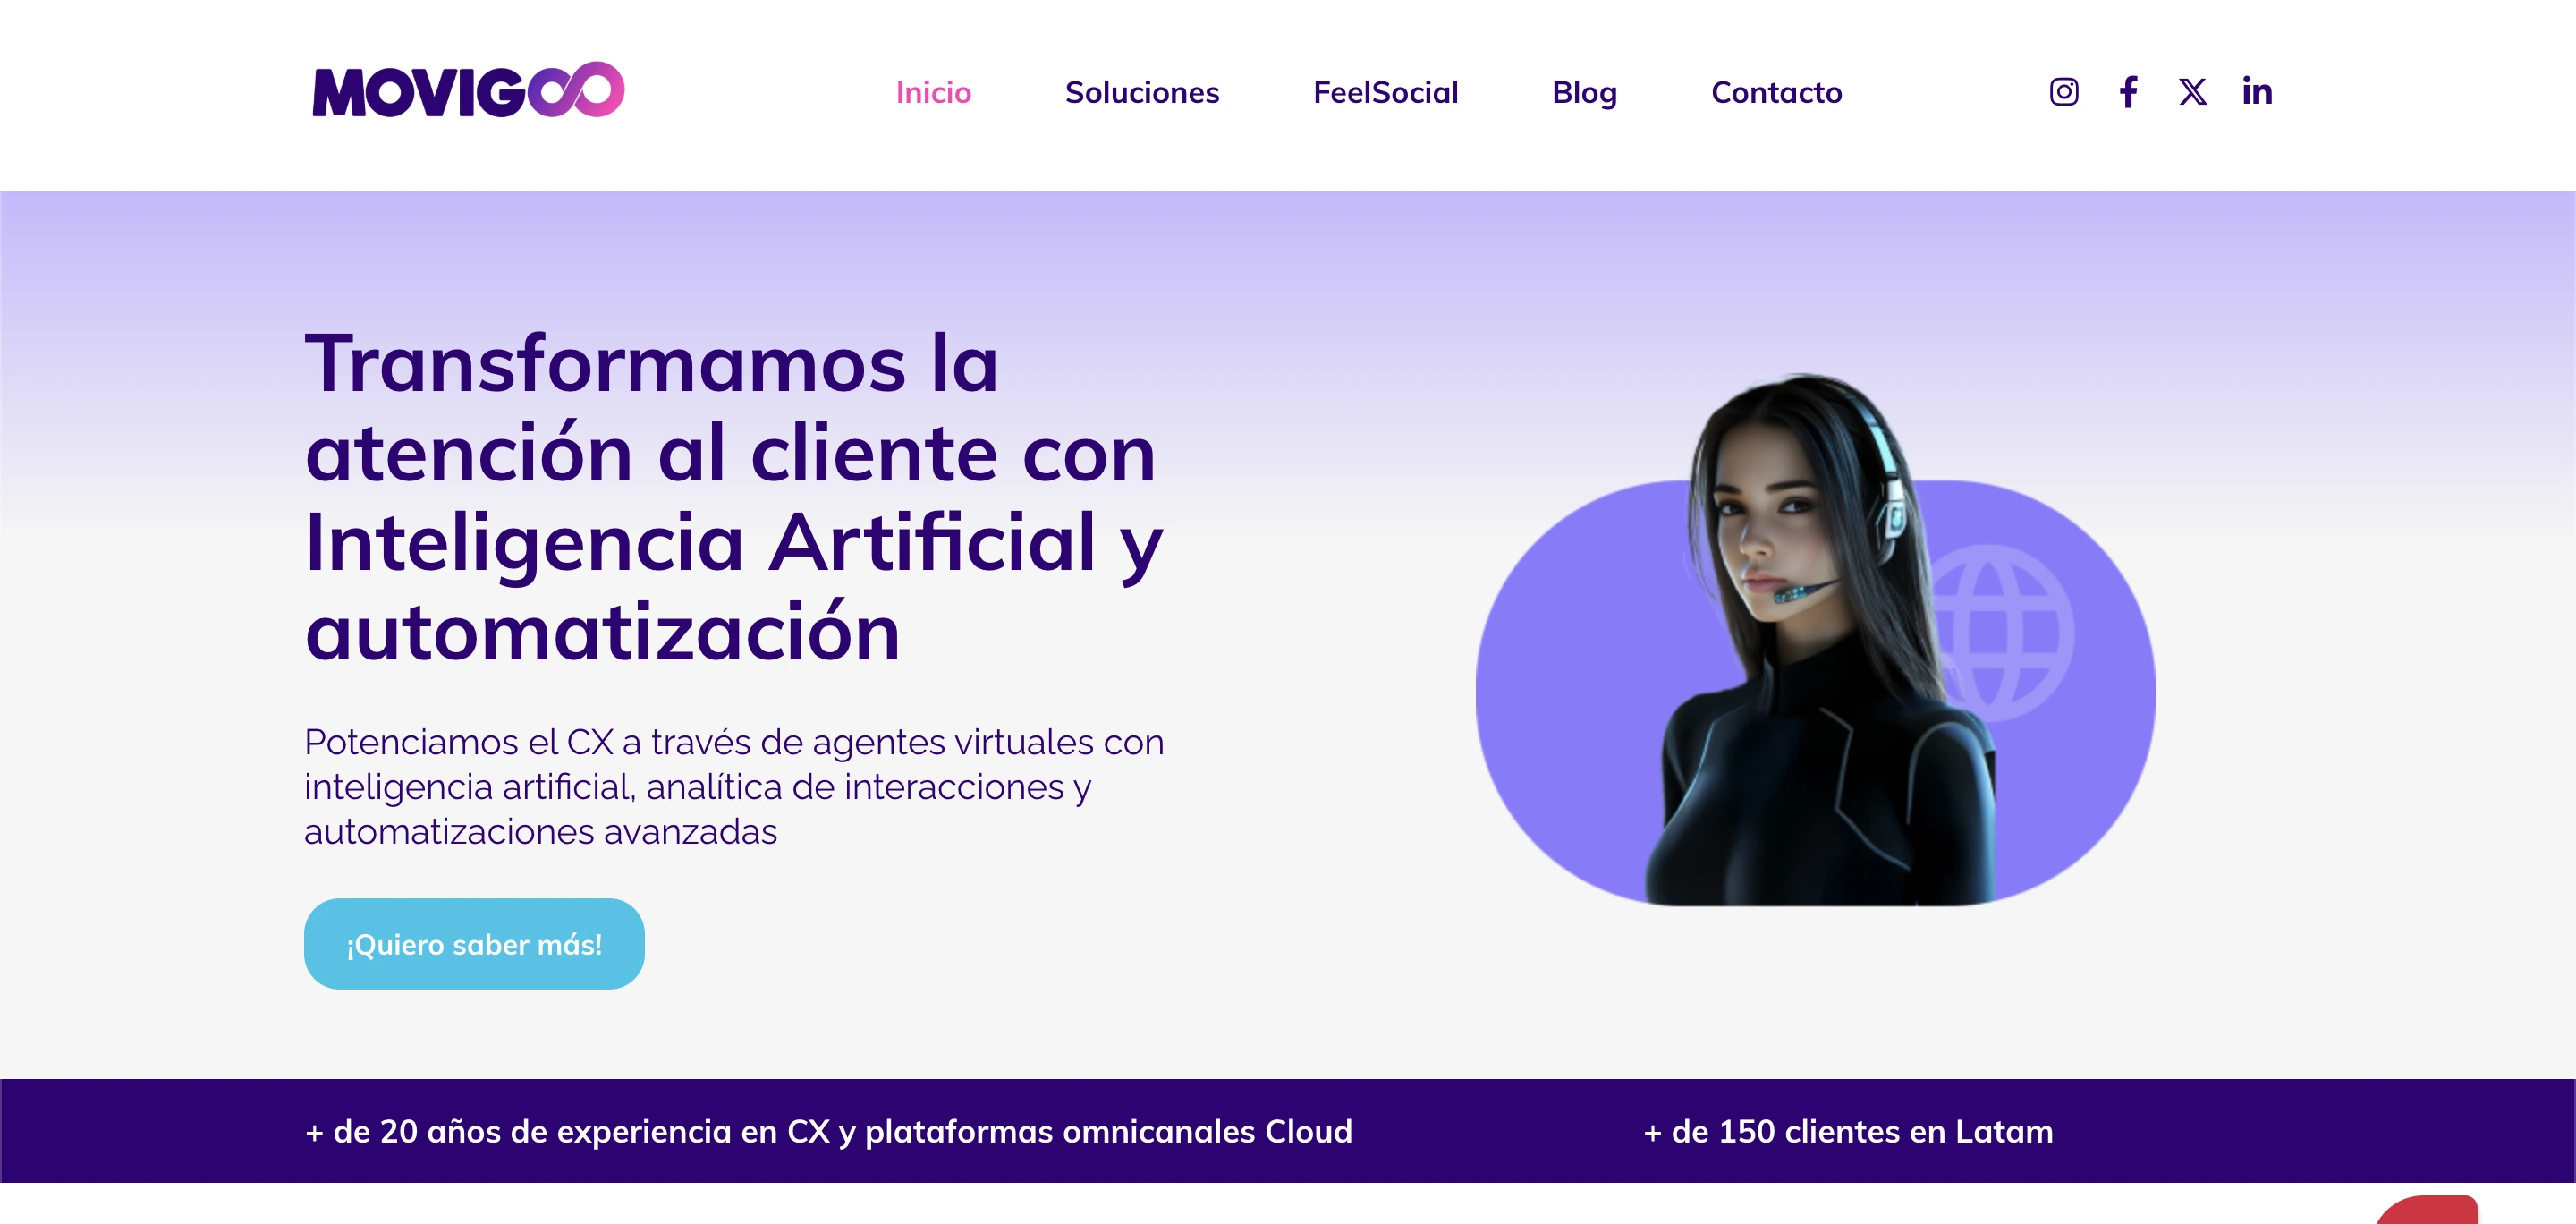 MOVIGOO
Inicio
Soluciones
FeelSocial
Blog
Contacto
Transformamos la
atención al cliente con
Inteligencia Artificial y
automatización
Potenciamos el CX a través de agentes virtuales con
inteligencia artificial, analítica de interacciones y
automatizaciones avanzadas
¡Quiero saber más!
+ de 20 años de experiencia en CX y plataformas omnicanales Cloud
+ de 150 clientes en Latam